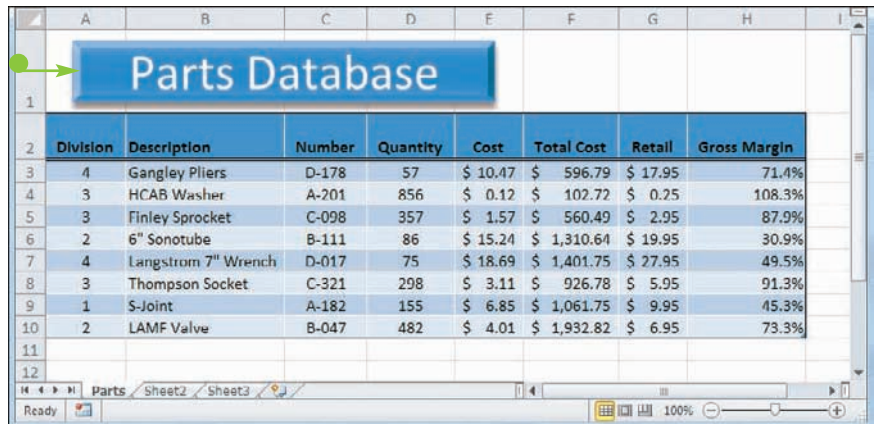 A B C D E F G H I
1 Parts Database
2 Division Description Number Quantity Cost Total Cost Retail Gross Margin
3 4 Gangley Pliers D-178 57 $ 10.47 $ 596.79 $ 17.95 71.4%
4 3 HCAB Washer A-201 856 $ 0.12 $ 102.72 $ 0.25 108.3%
5 3 Finley Sprocket C-098 357 $ 1.57 $ 560.49 $ 2.95 87.9%
6 2 6" Sonotube B-111 86 $ 15.24 $ 1,310.64 $ 19.95 30.9%
7 4 Langstrom 7" Wrench D-017 75 $ 18.69 $ 1,401.75 $ 27.95 49.5%
8 3 Thompson Socket C-321 298 $ 3.11 $ 926.78 $ 5.95 91.3%
9 1 S-Joint A-182 155 $ 6.85 $ 1,061.75 $ 9.95 45.3%
10 2 LAMF Valve B-047 482 $ 4.01 $ 1,932.82 $ 6.95 73.3%
11
12
Parts Sheet2 Sheet3
Ready 100%